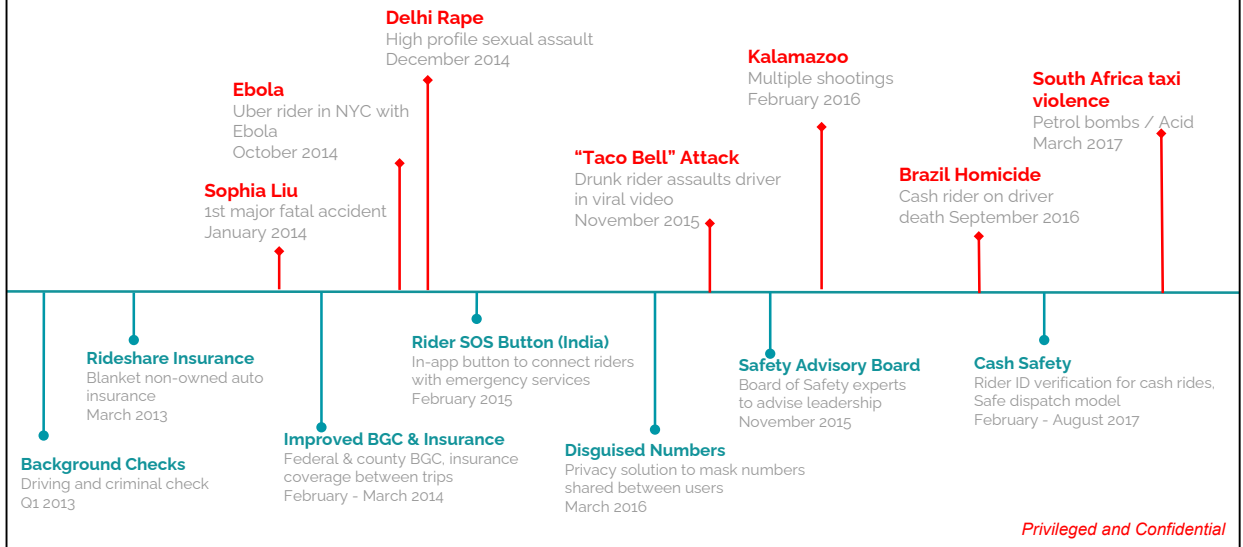 Delhi Rape
High profile sexual assault
December 2014
Kalamazoo
Multiple shootings
February 2016
South Africa taxi
violence
Petrol bombs / Acid
March 2017
Ebola
Uber rider in NYC with
Ebola
October 2014
“Taco Bell” Attack
Drunk rider assaults driver
in viral video
November 2015
Brazil Homicide
Cash rider on driver
death September 2016
Sophia Liu
1st major fatal accident
January 2014
Rideshare Insurance
Blanket non-owned auto
insurance
March 2013
Rider SOS Button (India)
In-app button to connect riders
with emergency services
February 2015
Safety Advisory Board
Board of Safety experts
to advise leadership
November 2015
Cash Safety
Rider ID verification for cash rides,
Safe dispatch model
February - August 2017
Background Checks
Driving and criminal check
Q1 2013
Improved BGC & Insurance
Federal & county BGC, insurance
coverage between trips
February - March 2014
Disguised Numbers
Privacy solution to mask numbers
shared between users
March 2016
Privileged and Confidential